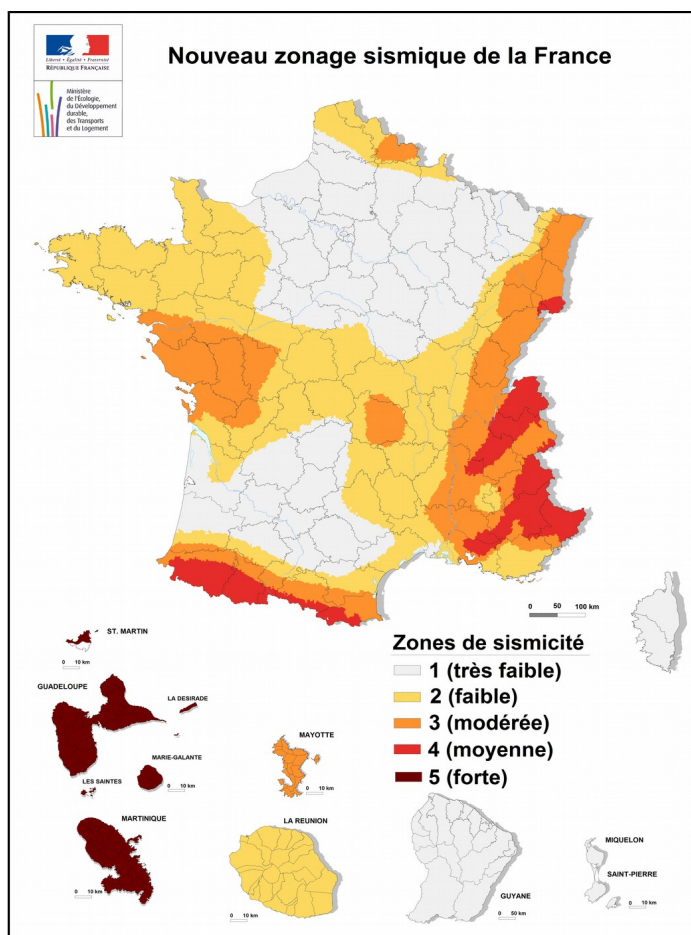 Liberté • Égalité • Fraternité
RÉPUBLIQUE FRANÇAISE
Ministère
de l'Écologie,
du Développement
durable,
des Transports
et du Logement
Nouveau zonage sismique de la France
0 50 100 km
Zones de sismicité
1 (très faible)
2 (faible)
3 (modérée)
4 (moyenne)
5 (forte)
ST. MARTIN
0 10 km
GUADELOUPE
LA DESIRADE
0 10 km
MARIE-GALANTE
0 10 km
LES SAINTES
0 10 km
MARTINIQUE
0 10 km
MAYOTTE
0 10 km
LA REUNION
0 10 km
GUYANE
0 50 km
MIQUELON
SAINT-PIERRE
0 10 km